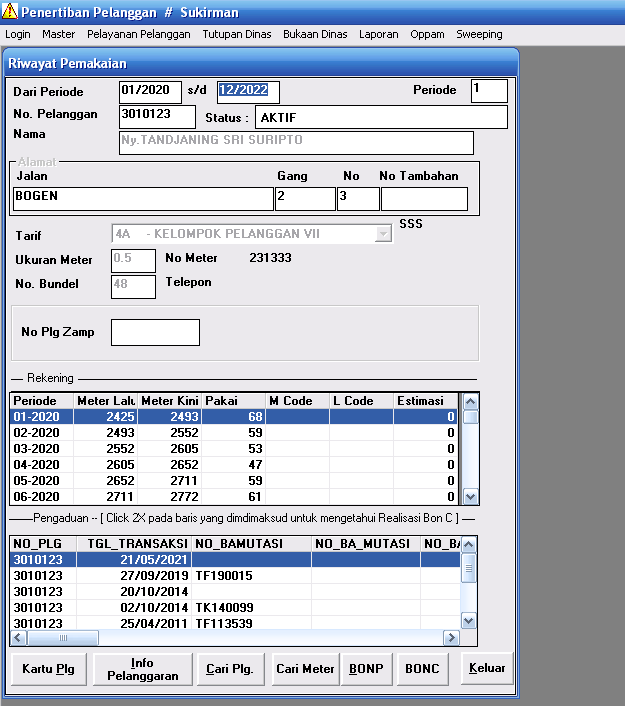 Penertiban Pelanggan # Sukirman
Login Master Pelayanan Pelanggan Tutupan Dinas Bukaan Dinas Laporan Oppam Sweeping
Riwayat Pemakaian
Dari Periode 01/2020 s/d 12/2022 Periode 1
No. Pelanggan 3010123 Status : AKTIF
Nama Ny.TANDJANING SRI SURIPTO
Alamat
Jalan Gang No No Tambahan
BOGEN 2 3
SSS
Tarif 4A - KELOMPOK PELANGGAN VII
Ukuran Meter 0.5 No Meter 231333
No. Bundel 48 Telepon
No Plg Zamp
Rekening
Periode Meter Lalu Meter Kini Pakai M Code L Code Estimasi
01-2020 2425 2493 68 0
02-2020 2493 2552 59 0
03-2020 2552 2605 53 0
04-2020 2605 2652 47 0
05-2020 2652 2711 59 0
06-2020 2711 2772 61 0
Pengaduan -- [ Click 2X pada baris yang dimdimaksud untuk mengetahui Realisasi Bon C ]
NO_PLG TGL_TRANSAKSI NO_BAMUTASI NO_BA_MUTASI NO_BA
3010123 21/05/2021
3010123 27/09/2019 TF190015
3010123 20/10/2014
3010123 02/10/2014 TK140099
3010123 25/04/2011 TF113539
Kartu Plg Info Pelanggaran Cari Plg. Cari Meter BONP BONC Keluar